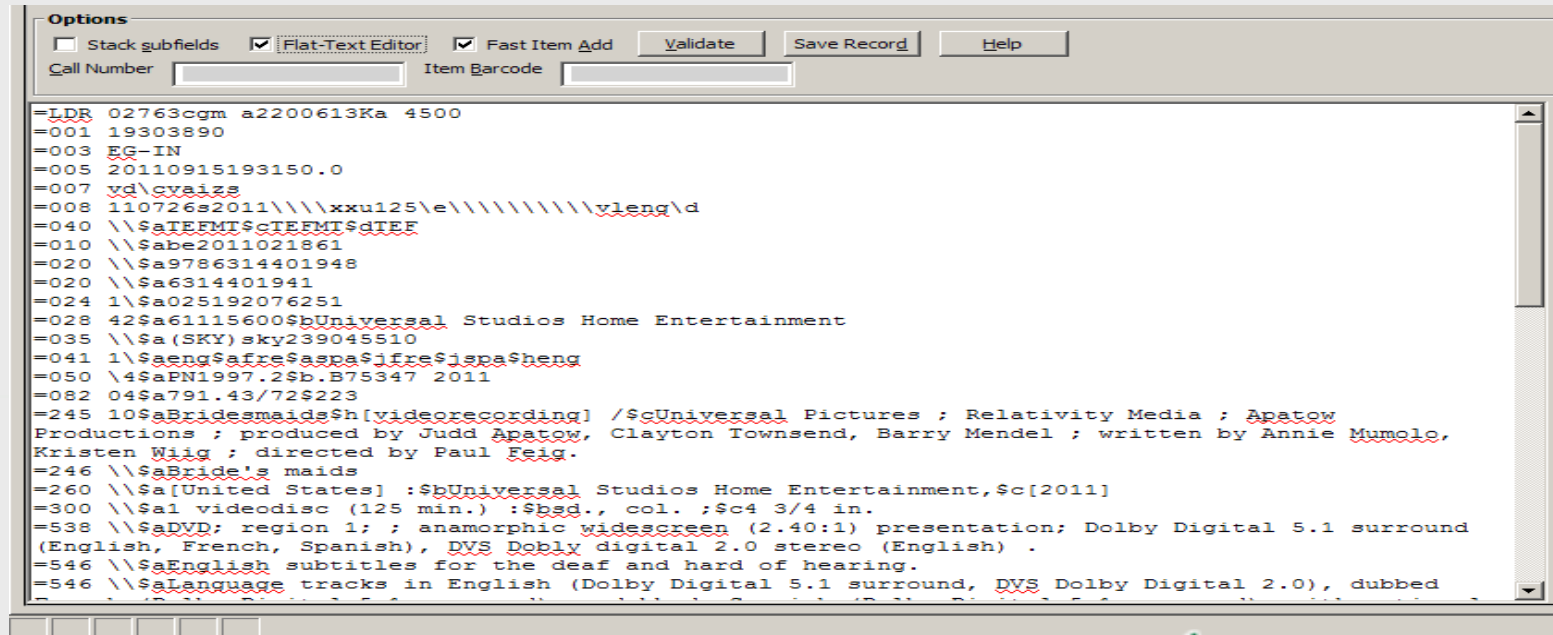 Options
Stack subfields Flat-Text Editor Fast Item Add Validate Save Record Help
Call Number Item Barcode
=LDR 02763cgm a2200613Ka 4500
=001 19303890
=003 EG-IN
=005 20110915193150.0
=007 vd\cvaizs
=008 110726s2011\\\\xxu125\e\\\\\\\\\\vleng\d
=040 \\$aTEFMT$cTEFMT$dTEF
=010 \\$abe2011021861
=020 \\$a9786314401948
=020 \\$a6314401941
=024 1\$a025192076251
=028 42$a61115600$bUniversal Studios Home Entertainment
=035 \\$a(SKY)sky239045510
=041 1\$aeng$afre$aspa$jfre$jspa$heng
=050 \4$aPN1997.2$b.B75347 2011
=082 04$a791.43/72$223
=245 10$aBridesmaids$h[videorecording] /$cUniversal Pictures ; Relativity Media ; Apatow
Productions ; produced by Judd Apatow, Clayton Townsend, Barry Mendel ; written by Annie Mumolo,
Kristen Wiig ; directed by Paul Feig.
=246 \\$aBride's maids
=260 \\$a[United States] :$bUniversal Studios Home Entertainment,$c[2011]
=300 \\$a1 videodisc (125 min.) :$bsd., col. ;$c4 3/4 in.
=538 \\$aDVD; region 1; ; anamorphic widescreen (2.40:1) presentation; Dolby Digital 5.1 surround
(English, French, Spanish), DVS Dobly digital 2.0 stereo (English) .
=546 \\$aEnglish subtitles for the deaf and hard of hearing.
=546 \\$aLanguage tracks in English (Dolby Digital 5.1 surround, DVS Dolby Digital 2.0), dubbed